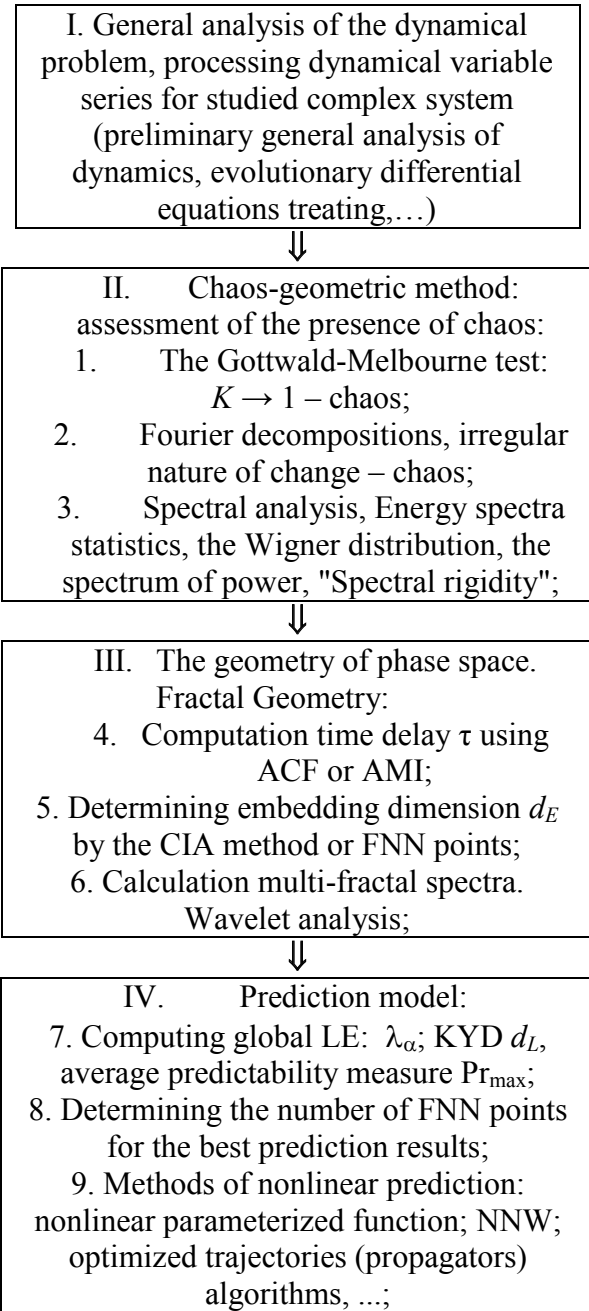 I. General analysis of the dynamical
problem, processing dynamical variable
series for studied complex system
(preliminary general analysis of
dynamics, evolutionary differential
equations treating,…)
⇓
II. Chaos-geometric method:
assessment of the presence of chaos:
1. The Gottwald-Melbourne test:
K → 1 – chaos;
2. Fourier decompositions, irregular
nature of change – chaos;
3. Spectral analysis, Energy spectra
statistics, the Wigner distribution, the
spectrum of power, "Spectral rigidity";
⇓
III. The geometry of phase space.
Fractal Geometry:
4. Computation time delay τ using
ACF or AMI;
5. Determining embedding dimension d_E
by the CIA method or FNN points;
6. Calculation multi-fractal spectra.
Wavelet analysis;
⇓
IV. Prediction model:
7. Computing global LE: λ_α; KYD d_L,
average predictability measure Pr_max;
8. Determining the number of FNN points
for the best prediction results;
9. Methods of nonlinear prediction:
nonlinear parameterized function; NNW;
optimized trajectories (propagators)
algorithms, ...;